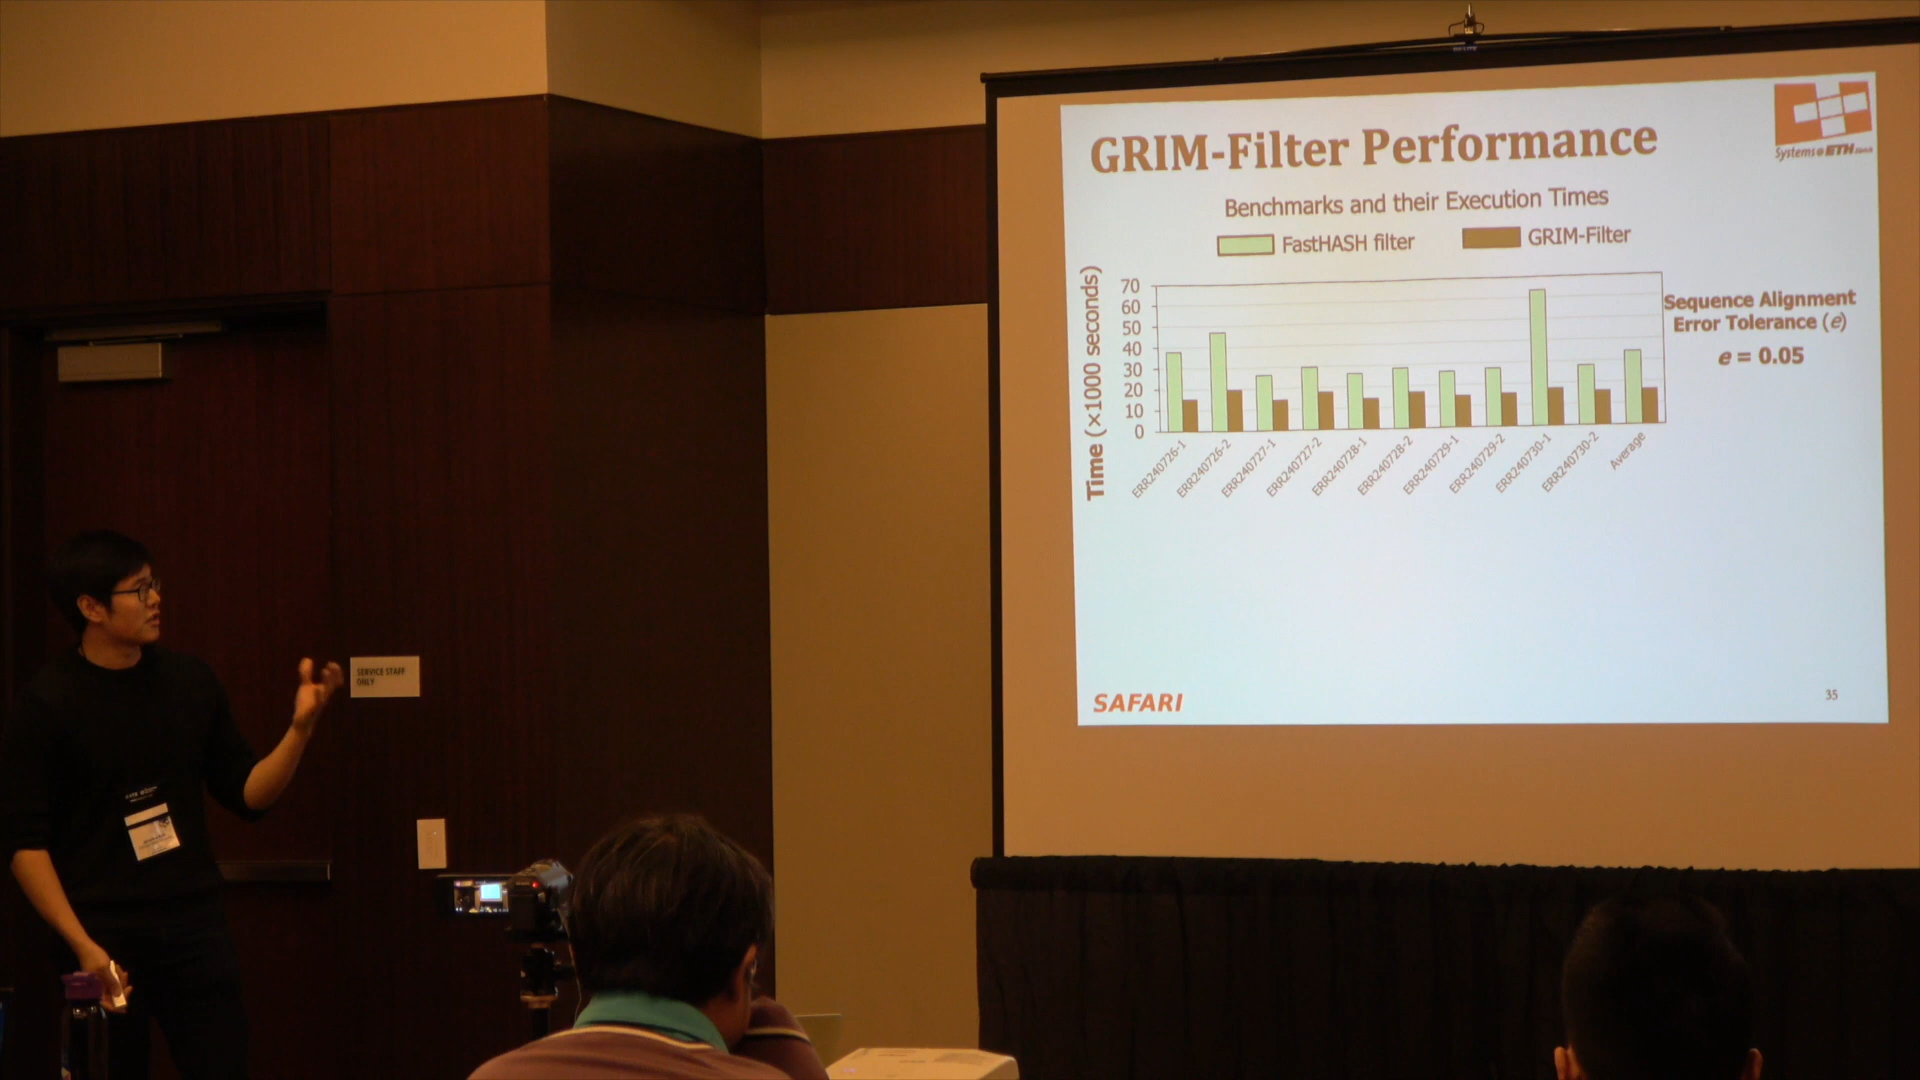 GRIM-Filter Performance
Systems@ETH
Benchmarks and their Execution Times
FastHASH filter
GRIM-Filter
Time (×1000 seconds)
70
60
50
40
30
20
10
0
ERR240726-1
ERR240726-2
ERR240727-1
ERR240727-2
ERR240728-1
ERR240728-2
ERR240729-1
ERR240729-2
ERR240730-1
ERR240730-2
Average
Sequence Alignment
Error Tolerance (e)
e = 0.05
SAFARI
35
SERVICE STAFF
ONLY